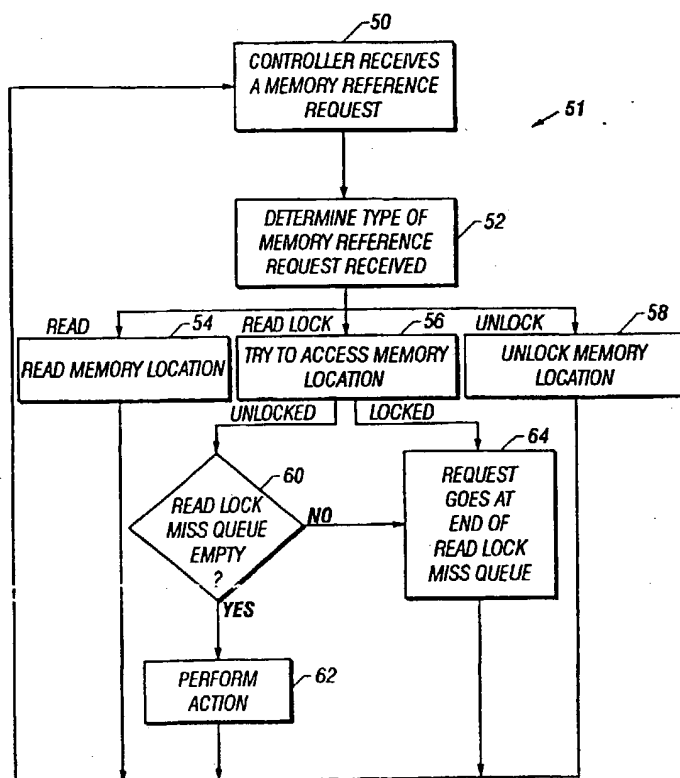 50
CONTROLLER RECEIVES
A MEMORY REFERENCE
REQUEST
51
DETERMINE TYPE OF
MEMORY REFERENCE
REQUEST RECEIVED
52
READ
54
READ LOCK
56
UNLOCK
58
READ MEMORY LOCATION
TRY TO ACCESS MEMORY
LOCATION
UNLOCK MEMORY
LOCATION
UNLOCKED
LOCKED
60
64
READ LOCK
MISS QUEUE
EMPTY
?
NO
REQUEST
GOES AT
END OF
READ LOCK
MISS QUEUE
YES
PERFORM
ACTION
62